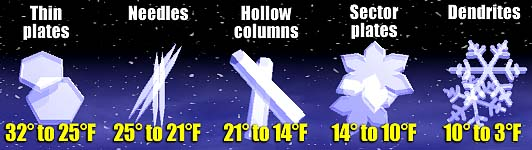 Thin
plates
Needles
Hollow
columns
Sector
plates
Dendrites
32° to 25°F
25° to 21°F
21° to 14°F
14° to 10°F
10° to 3°F